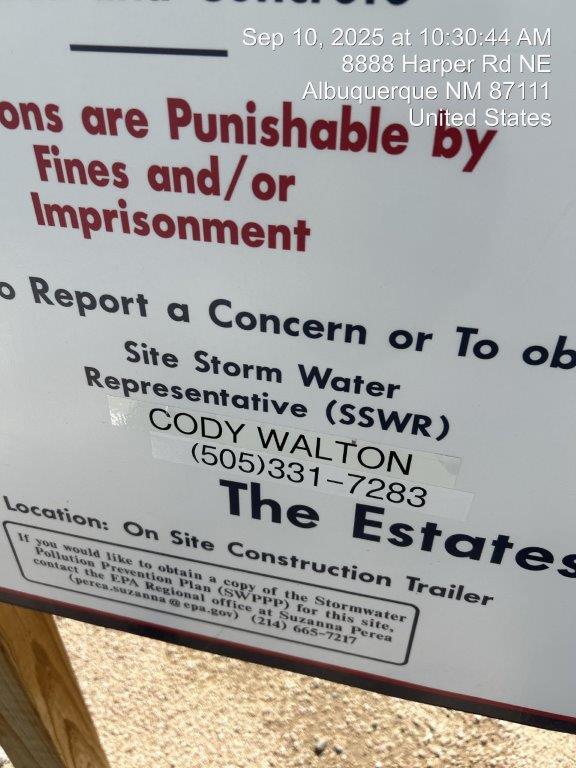 Sep 10, 2025 at 10:30:44 AM
8888 Harper Rd NE
Albuquerque NM 87111
United States
ons are Punishable by
Fines and/or
Imprisonment
o Report a Concern or To ob
Site Storm Water
Representative (SSWR)
CODY WALTON
(505)331-7283
The Estates
Location: On Site Construction Trailer
If you would like to obtain a copy of the Stormwater
Pollution Prevention Plan (SWPPP) for this site,
contact the EPA Regional office at Suzanna Perea
(perea.suzanna@epa.gov) (214) 665-7217